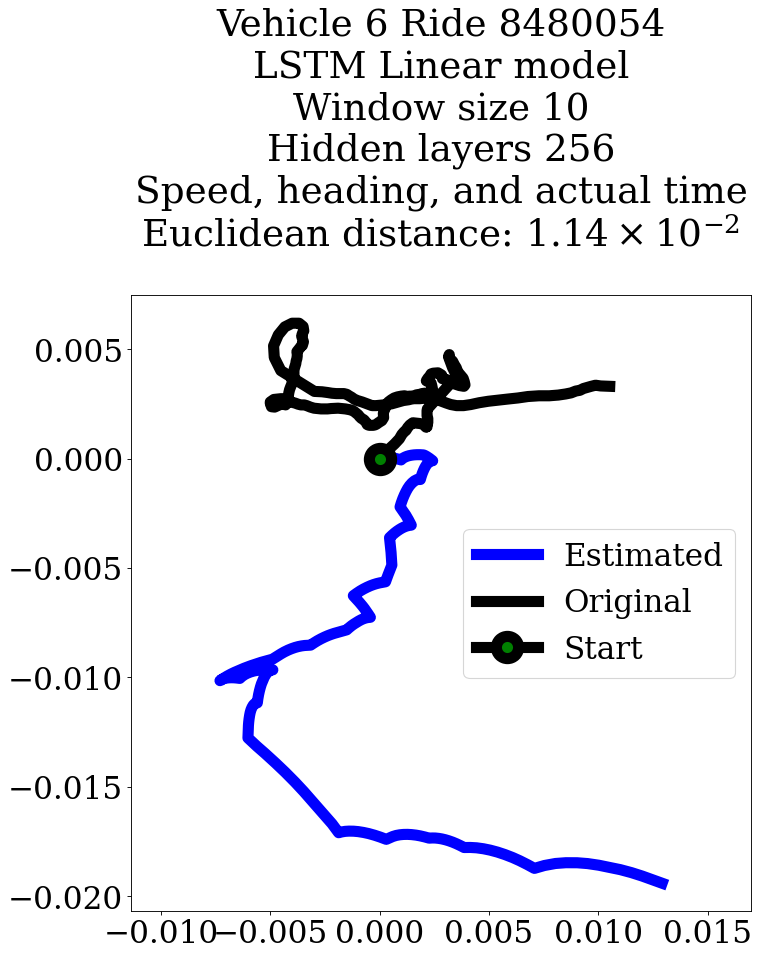 Vehicle 6 Ride 8480054
LSTM Linear model
Window size 10
Hidden layers 256
Speed, heading, and actual time
Euclidean distance: 1.14 × 10⁻²
0.005
0.000
−0.005
−0.010
−0.015
−0.020
Estimated
Original
Start
−0.010 −0.005 0.000 0.005 0.010 0.015